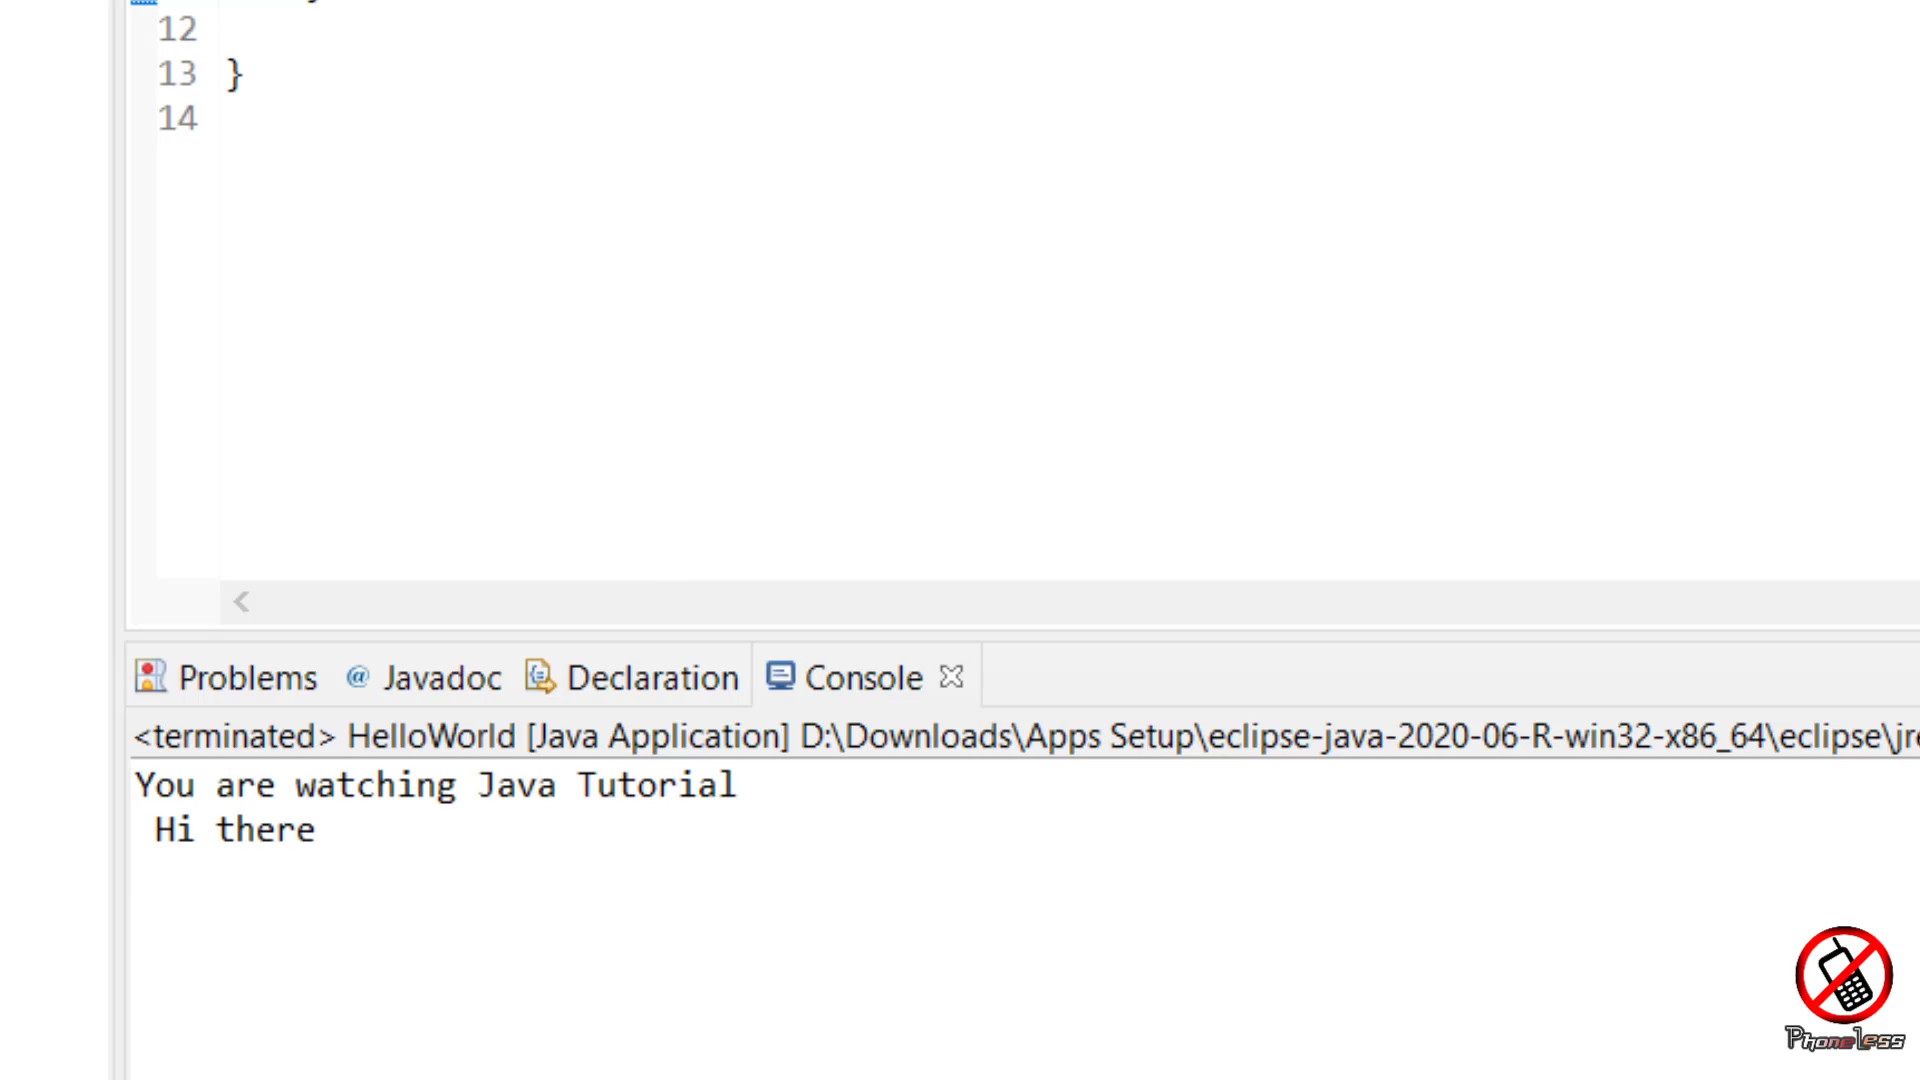 12
13 }
14
Problems @ Javadoc Declaration Console
<terminated> HelloWorld [Java Application] D:\Downloads\Apps Setup\eclipse-java-2020-06-R-win32-x86_64\eclipse\jre
You are watching Java Tutorial
 Hi there
Phoneless